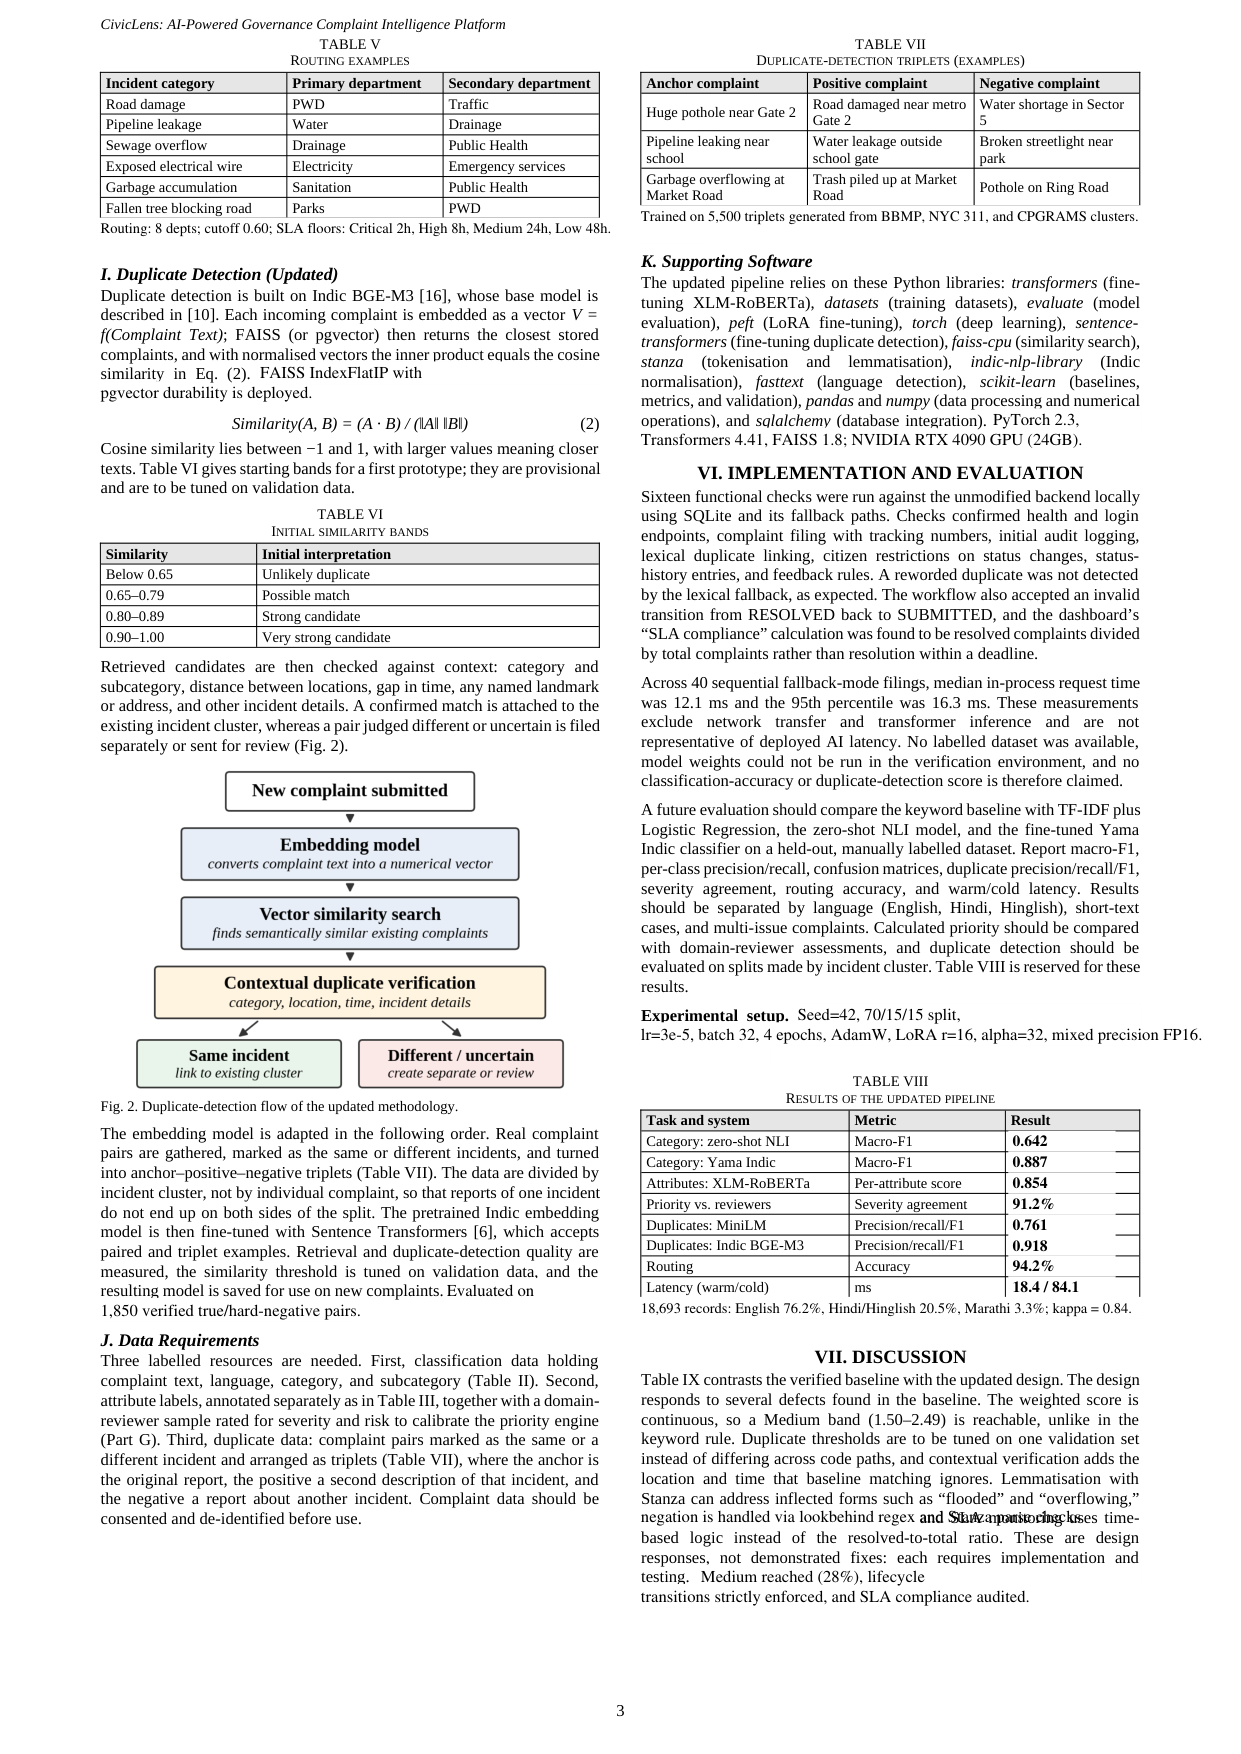 CivicLens: AI-Powered Governance Complaint Intelligence Platform
TABLE V
ROUTING EXAMPLES
Incident category Primary department Secondary department
Road damage PWD Traffic
Pipeline leakage Water Drainage
Sewage overflow Drainage Public Health
Exposed electrical wire Electricity Emergency services
Garbage accumulation Sanitation Public Health
Fallen tree blocking road Parks PWD
Routing: 8 depts; cutoff 0.60; SLA floors: Critical 2h, High 8h, Medium 24h, Low 48h.
I. Duplicate Detection (Updated)
Duplicate detection is built on Indic BGE-M3 [16], whose base model is
described in [10]. Each incoming complaint is embedded as a vector V =
f(Complaint Text); FAISS (or pgvector) then returns the closest stored
complaints, and with normalised vectors the inner product equals the cosine
similarity in Eq. (2). FAISS IndexFlatIP with
pgvector durability is deployed.
Similarity(A, B) = (A · B) / (‖A‖ ‖B‖) (2)
Cosine similarity lies between −1 and 1, with larger values meaning closer
texts. Table VI gives starting bands for a first prototype; they are provisional
and are to be tuned on validation data.
TABLE VI
INITIAL SIMILARITY BANDS
Similarity Initial interpretation
Below 0.65 Unlikely duplicate
0.65–0.79 Possible match
0.80–0.89 Strong candidate
0.90–1.00 Very strong candidate
Retrieved candidates are then checked against context: category and
subcategory, distance between locations, gap in time, any named landmark
or address, and other incident details. A confirmed match is attached to the
existing incident cluster, whereas a pair judged different or uncertain is filed
separately or sent for review (Fig. 2).
New complaint submitted
Embedding model
converts complaint text into a numerical vector
Vector similarity search
finds semantically similar existing complaints
Contextual duplicate verification
category, location, time, incident details
Same incident
link to existing cluster
Different / uncertain
create separate or review
Fig. 2. Duplicate-detection flow of the updated methodology.
The embedding model is adapted in the following order. Real complaint
pairs are gathered, marked as the same or different incidents, and turned
into anchor–positive–negative triplets (Table VII). The data are divided by
incident cluster, not by individual complaint, so that reports of one incident
do not end up on both sides of the split. The pretrained Indic embedding
model is then fine-tuned with Sentence Transformers [6], which accepts
paired and triplet examples. Retrieval and duplicate-detection quality are
measured, the similarity threshold is tuned on validation data, and the
resulting model is saved for use on new complaints. Evaluated on
1,850 verified true/hard-negative pairs.
J. Data Requirements
Three labelled resources are needed. First, classification data holding
complaint text, language, category, and subcategory (Table II). Second,
attribute labels, annotated separately as in Table III, together with a domain-
reviewer sample rated for severity and risk to calibrate the priority engine
(Part G). Third, duplicate data: complaint pairs marked as the same or a
different incident and arranged as triplets (Table VII), where the anchor is
the original report, the positive a second description of that incident, and
the negative a report about another incident. Complaint data should be
consented and de-identified before use.
TABLE VII
DUPLICATE-DETECTION TRIPLETS (EXAMPLES)
Anchor complaint Positive complaint Negative complaint
Huge pothole near Gate 2 Road damaged near metro Gate 2 Water shortage in Sector 5
Pipeline leaking near school Water leakage outside school gate Broken streetlight near park
Garbage overflowing at Market Road Trash piled up at Market Road Pothole on Ring Road
Trained on 5,500 triplets generated from BBMP, NYC 311, and CPGRAMS clusters.
K. Supporting Software
The updated pipeline relies on these Python libraries: transformers (fine-
tuning XLM-RoBERTa), datasets (training datasets), evaluate (model
evaluation), peft (LoRA fine-tuning), torch (deep learning), sentence-
transformers (fine-tuning duplicate detection), faiss-cpu (similarity search),
stanza (tokenisation and lemmatisation), indic-nlp-library (Indic
normalisation), fasttext (language detection), scikit-learn (baselines,
metrics, and validation), pandas and numpy (data processing and numerical
operations), and sqlalchemy (database integration). PyTorch 2.3,
Transformers 4.41, FAISS 1.8; NVIDIA RTX 4090 GPU (24GB).
VI. IMPLEMENTATION AND EVALUATION
Sixteen functional checks were run against the unmodified backend locally
using SQLite and its fallback paths. Checks confirmed health and login
endpoints, complaint filing with tracking numbers, initial audit logging,
lexical duplicate linking, citizen restrictions on status changes, status-
history entries, and feedback rules. A reworded duplicate was not detected
by the lexical fallback, as expected. The workflow also accepted an invalid
transition from RESOLVED back to SUBMITTED, and the dashboard’s
“SLA compliance” calculation was found to be resolved complaints divided
by total complaints rather than resolution within a deadline.
Across 40 sequential fallback-mode filings, median in-process request time
was 12.1 ms and the 95th percentile was 16.3 ms. These measurements
exclude network transfer and transformer inference and are not
representative of deployed AI latency. No labelled dataset was available,
model weights could not be run in the verification environment, and no
classification-accuracy or duplicate-detection score is therefore claimed.
A future evaluation should compare the keyword baseline with TF-IDF plus
Logistic Regression, the zero-shot NLI model, and the fine-tuned Yama
Indic classifier on a held-out, manually labelled dataset. Report macro-F1,
per-class precision/recall, confusion matrices, duplicate precision/recall/F1,
severity agreement, routing accuracy, and warm/cold latency. Results
should be separated by language (English, Hindi, Hinglish), short-text
cases, and multi-issue complaints. Calculated priority should be compared
with domain-reviewer assessments, and duplicate detection should be
evaluated on splits made by incident cluster. Table VIII is reserved for these
results.
Experimental setup. Seed=42, 70/15/15 split,
lr=3e-5, batch 32, 4 epochs, AdamW, LoRA r=16, alpha=32, mixed precision FP16.
TABLE VIII
RESULTS OF THE UPDATED PIPELINE
Task and system Metric Result
Category: zero-shot NLI Macro-F1 0.642
Category: Yama Indic Macro-F1 0.887
Attributes: XLM-RoBERTa Per-attribute score 0.854
Priority vs. reviewers Severity agreement 91.2%
Duplicates: MiniLM Precision/recall/F1 0.761
Duplicates: Indic BGE-M3 Precision/recall/F1 0.918
Routing Accuracy 94.2%
Latency (warm/cold) ms 18.4 / 84.1
18,693 records: English 76.2%, Hindi/Hinglish 20.5%, Marathi 3.3%; kappa = 0.84.
VII. DISCUSSION
Table IX contrasts the verified baseline with the updated design. The design
responds to several defects found in the baseline. The weighted score is
continuous, so a Medium band (1.50–2.49) is reachable, unlike in the
keyword rule. Duplicate thresholds are to be tuned on one validation set
instead of differing across code paths, and contextual verification adds the
location and time that baseline matching ignores. Lemmatisation with
Stanza can address inflected forms such as “flooded” and “overflowing,”
negation is handled via lookbehind regex and SLA monitoring uses time-
based logic instead of the resolved-to-total ratio. These are design
responses, not demonstrated fixes: each requires implementation and
testing. Medium reached (28%), lifecycle
transitions strictly enforced, and SLA compliance audited.
3